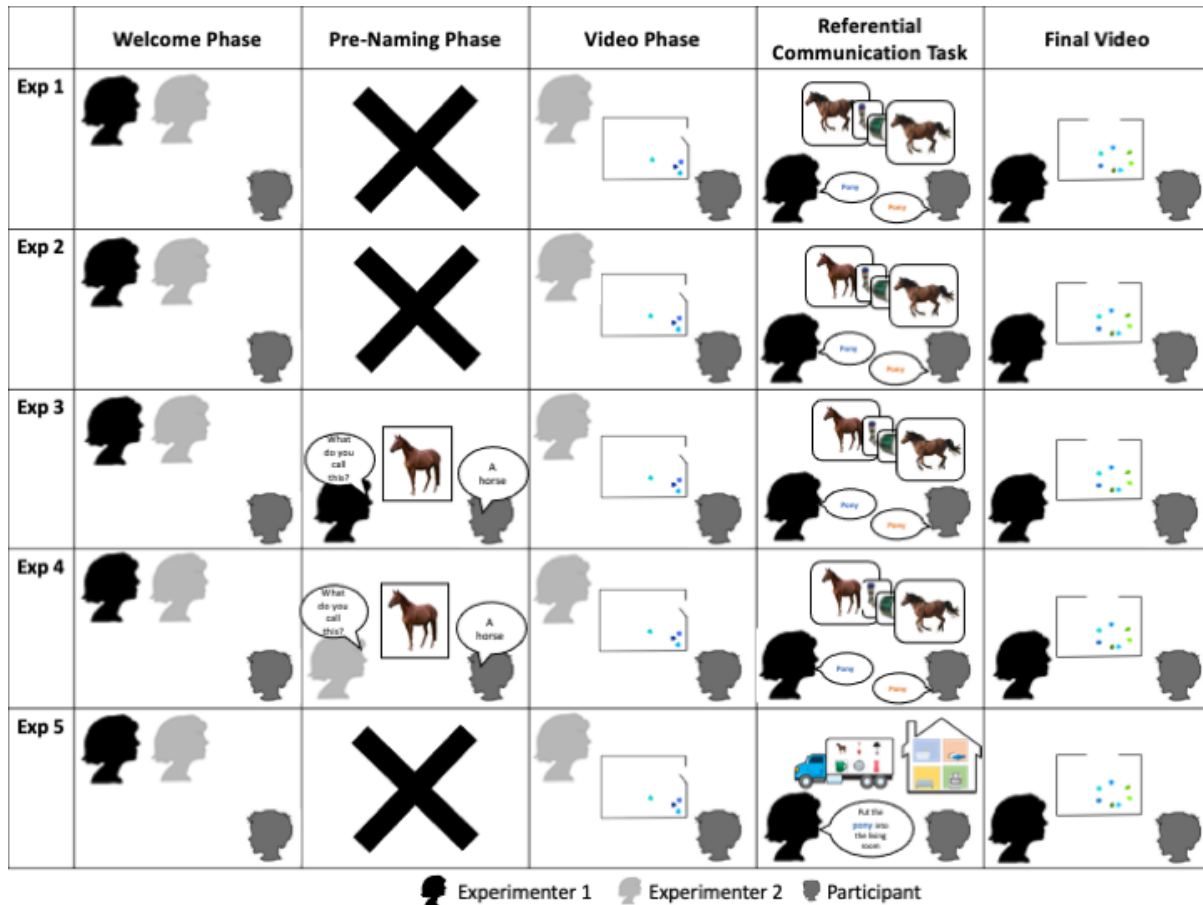 Welcome Phase
Pre-Naming Phase
Video Phase
Referential
Communication Task
Final Video
Exp 1
Pony
Pony
Exp 2
Pony
Pony
Exp 3
What
do you
call
this?
A
horse
Pony
Pony
Exp 4
What
do you
call
this?
A
horse
Pony
Pony
Exp 5
Put the
pony into
the living
room
Experimenter 1
Experimenter 2
Participant